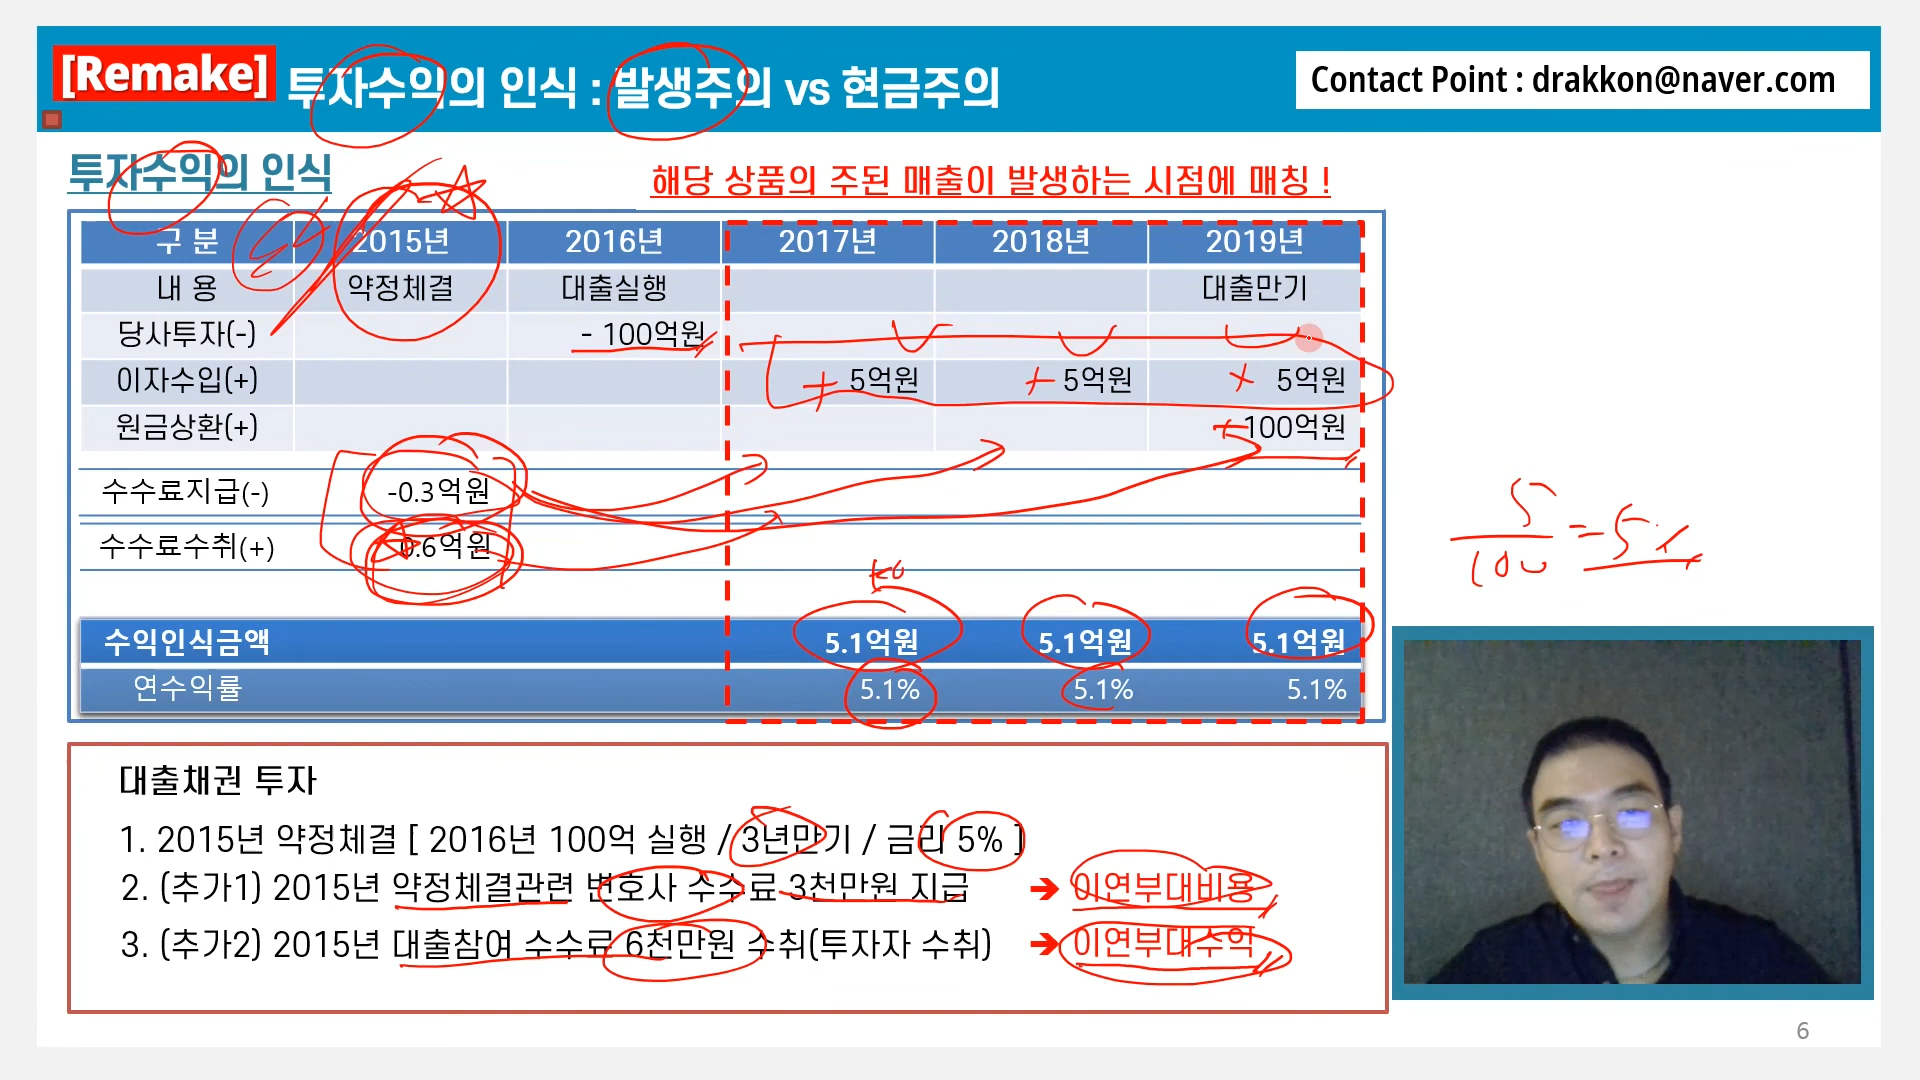 [Remake] 투자수익의 인식 : 발생주의 vs 현금주의
Contact Point : drakkon@naver.com
투자수익의 인식
해당 상품의 주된 매출이 발생하는 시점에 매칭 !
구 분 2015년 2016년 2017년 2018년 2019년
내 용 약정체결 대출실행 대출만기
당사투자(-) - 100억원
이자수입(+) + 5억원 + 5억원 + 5억원
원금상환(+) + 100억원
수수료지급(-) -0.3억원
수수료수취(+) 0.6억원
5
100 = 5%
수익인식금액 5.1억원 5.1억원 5.1억원
연수익률 5.1% 5.1% 5.1%
대출채권 투자
1. 2015년 약정체결 [ 2016년 100억 실행 / 3년만기 / 금리 5% ]
2. (추가1) 2015년 약정체결관련 변호사 수수료 3천만원 지급 ➔ 이연부대비용
3. (추가2) 2015년 대출참여 수수료 6천만원 수취(투자자 수취) ➔ 이연부대수익
6